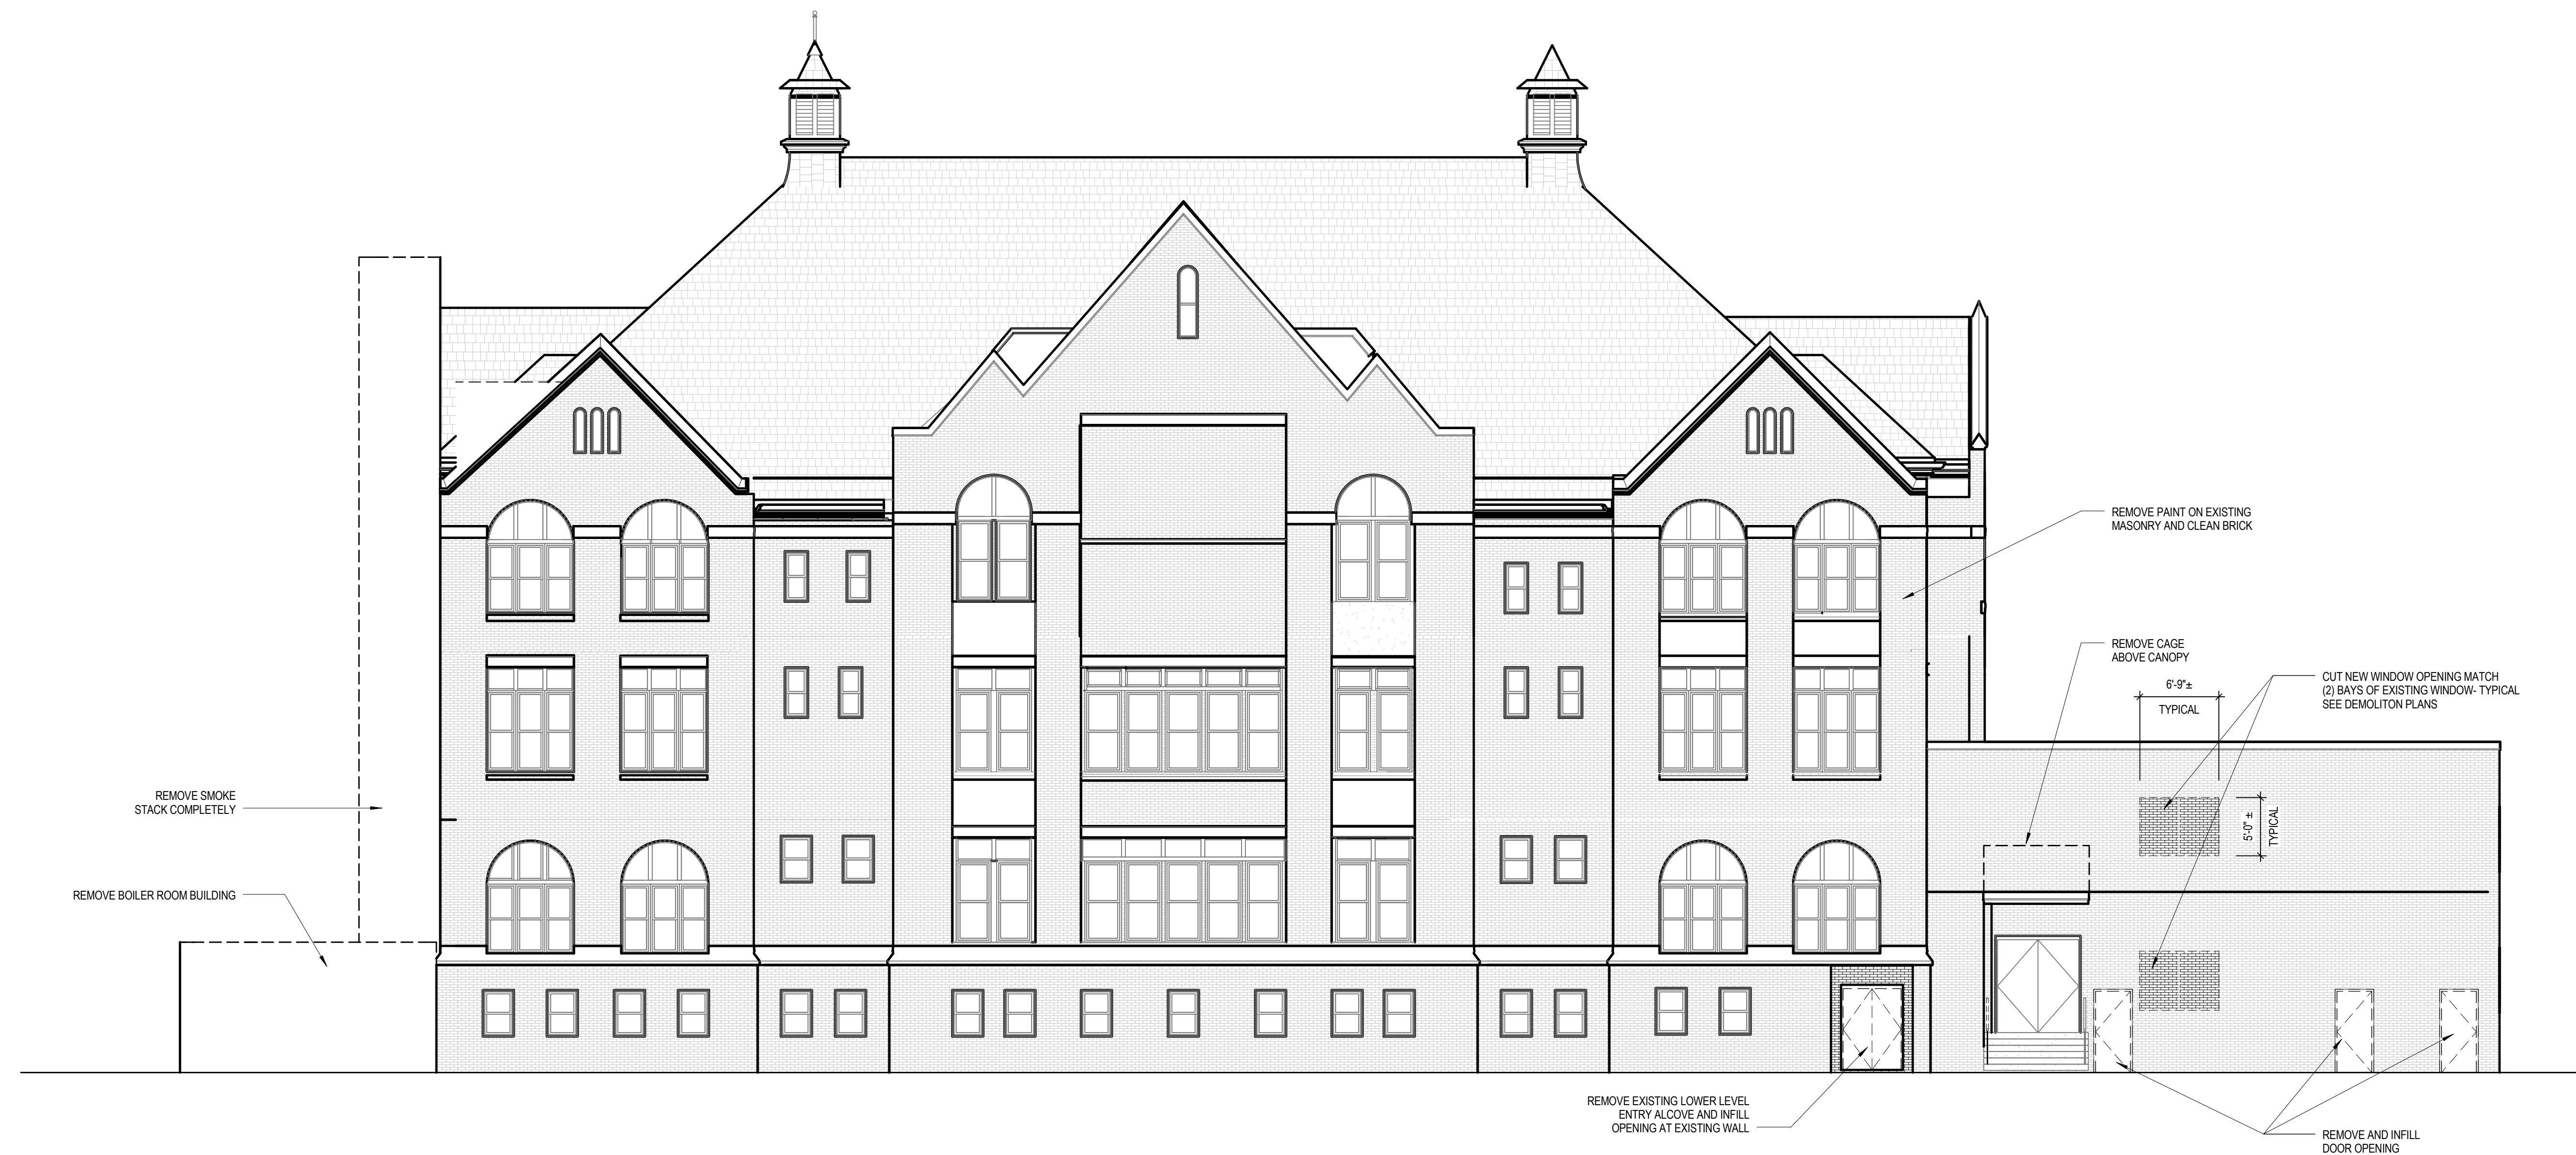 REMOVE PAINT ON EXISTING
MASONRY AND CLEAN BRICK
REMOVE CAGE
ABOVE CANOPY
6'-9"±
TYPICAL
CUT NEW WINDOW OPENING MATCH
(2) BAYS OF EXISTING WINDOW- TYPICAL
SEE DEMOLITON PLANS
5'-0" ±
TYPICAL
REMOVE SMOKE
STACK COMPLETELY
REMOVE BOILER ROOM BUILDING
REMOVE EXISTING LOWER LEVEL
ENTRY ALCOVE AND INFILL
OPENING AT EXISTING WALL
REMOVE AND INFILL
DOOR OPENING